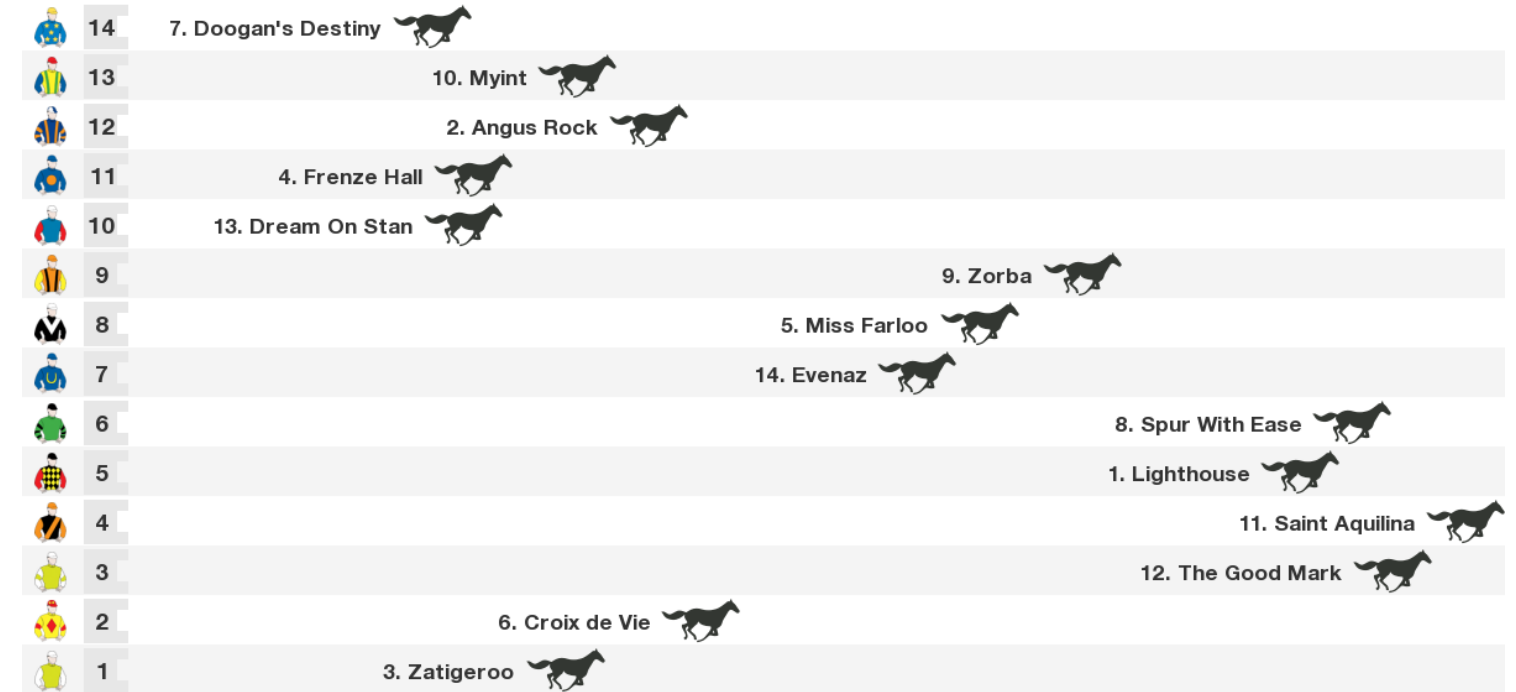 14 7. Doogan's Destiny
13 10. Myint
12 2. Angus Rock
11 4. Frenze Hall
10 13. Dream On Stan
9 9. Zorba
8 5. Miss Farloo
7 14. Evenaz
6 8. Spur With Ease
5 1. Lighthouse
4 11. Saint Aquilina
3 12. The Good Mark
2 6. Croix de Vie
1 3. Zatigeroo